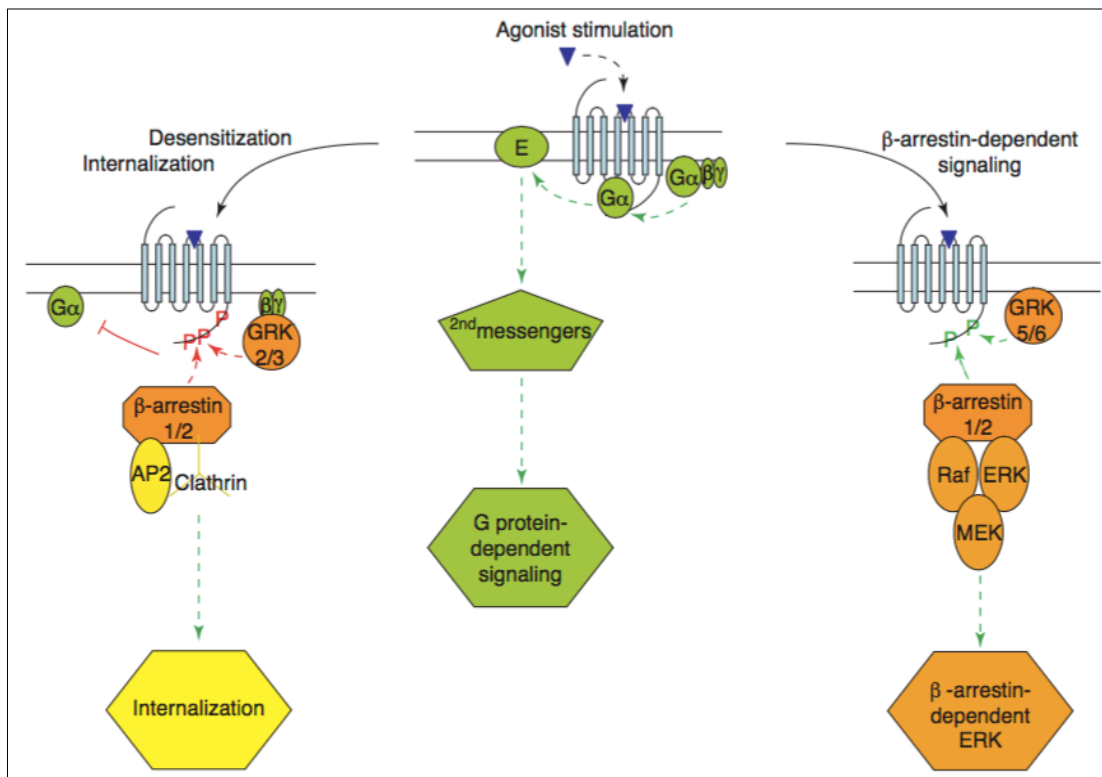 Agonist stimulation
Desensitization
Internalization
β-arrestin-dependent
signaling
E
Gα
Gα
β
γ
Gα
β
γ
GRK
2/3
P
P
P
GRK
5/6
P
P
2nd messengers
β-arrestin
1/2
AP2
Clathrin
β-arrestin
1/2
Raf
ERK
MEK
G protein-
dependent
signaling
Internalization
β -arrestin-
dependent
ERK